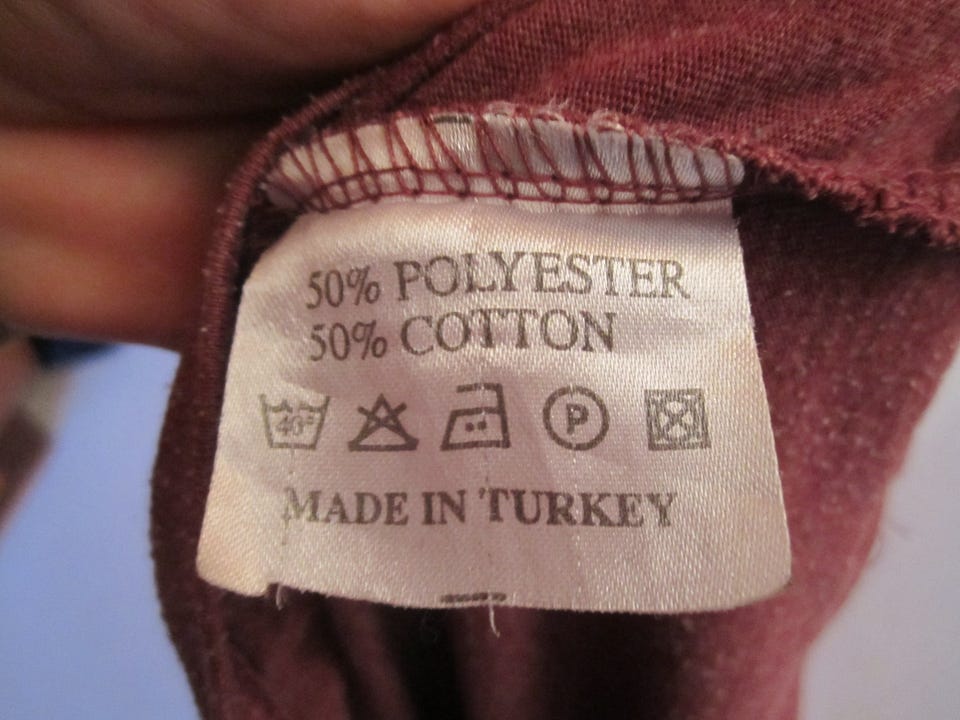 50% POLYESTER
50% COTTON
40° P
MADE IN TURKEY